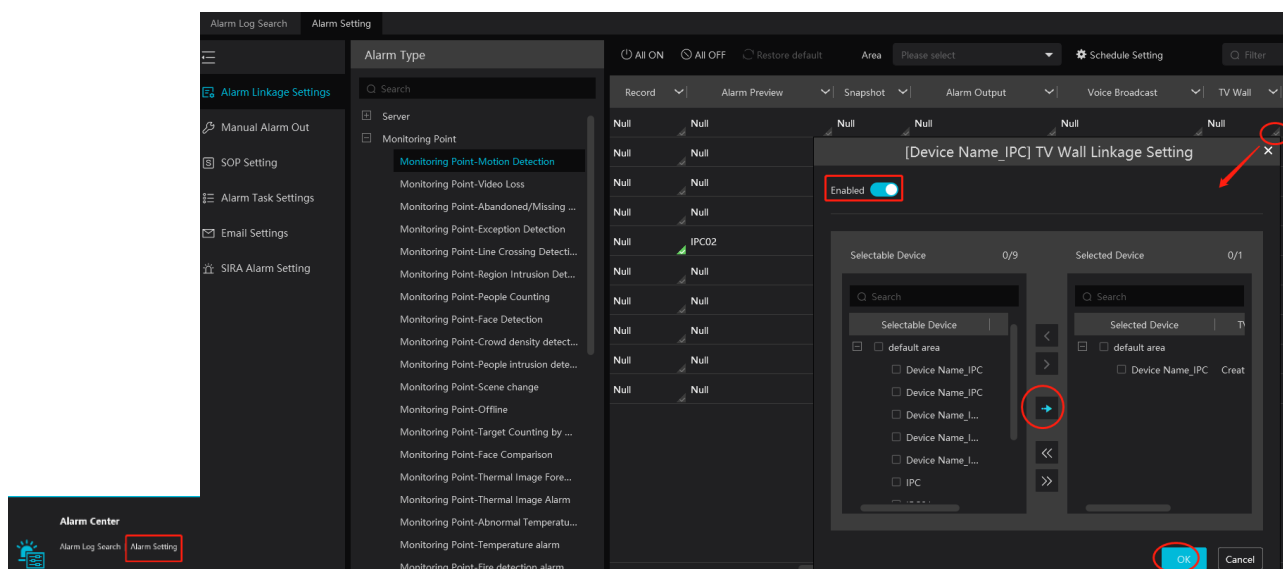 Alarm Log Search Alarm Setting
Alarm Type
All ON All OFF Restore default Area Please select Schedule Setting Filter
Alarm Linkage Settings
Manual Alarm Out
SOP Setting
Alarm Task Settings
Email Settings
SIRA Alarm Setting
Search
Server
Monitoring Point
Monitoring Point-Motion Detection
Monitoring Point-Video Loss
Monitoring Point-Abandoned/Missing ...
Monitoring Point-Exception Detection
Monitoring Point-Line Crossing Detecti...
Monitoring Point-Region Intrusion Det...
Monitoring Point-People Counting
Monitoring Point-Face Detection
Monitoring Point-Crowd density detect...
Monitoring Point-People intrusion dete...
Monitoring Point-Scene change
Monitoring Point-Offline
Monitoring Point-Target Counting by ...
Monitoring Point-Face Comparison
Monitoring Point-Thermal Image Fore...
Monitoring Point-Thermal Image Alarm
Monitoring Point-Abnormal Temperatu...
Monitoring Point-Temperature alarm
Monitoring Point-Fire detection alarm
Record Alarm Preview Snapshot Alarm Output Voice Broadcast TV Wall
Null Null Null Null Null Null
Null Null
Null Null
Null Null
Null IPC02
Null Null
Null Null
Null Null
Null Null
Null Null
[Device Name_IPC] TV Wall Linkage Setting
Enabled
Selectable Device 0/9
Search
Selectable Device
default area
Device Name_IPC
Device Name_IPC
Device Name_I...
Device Name_I...
Device Name_I...
IPC
Selected Device 0/1
Search
Selected Device TV
default area
Device Name_IPC Creat
OK Cancel
Alarm Center
Alarm Log Search Alarm Setting